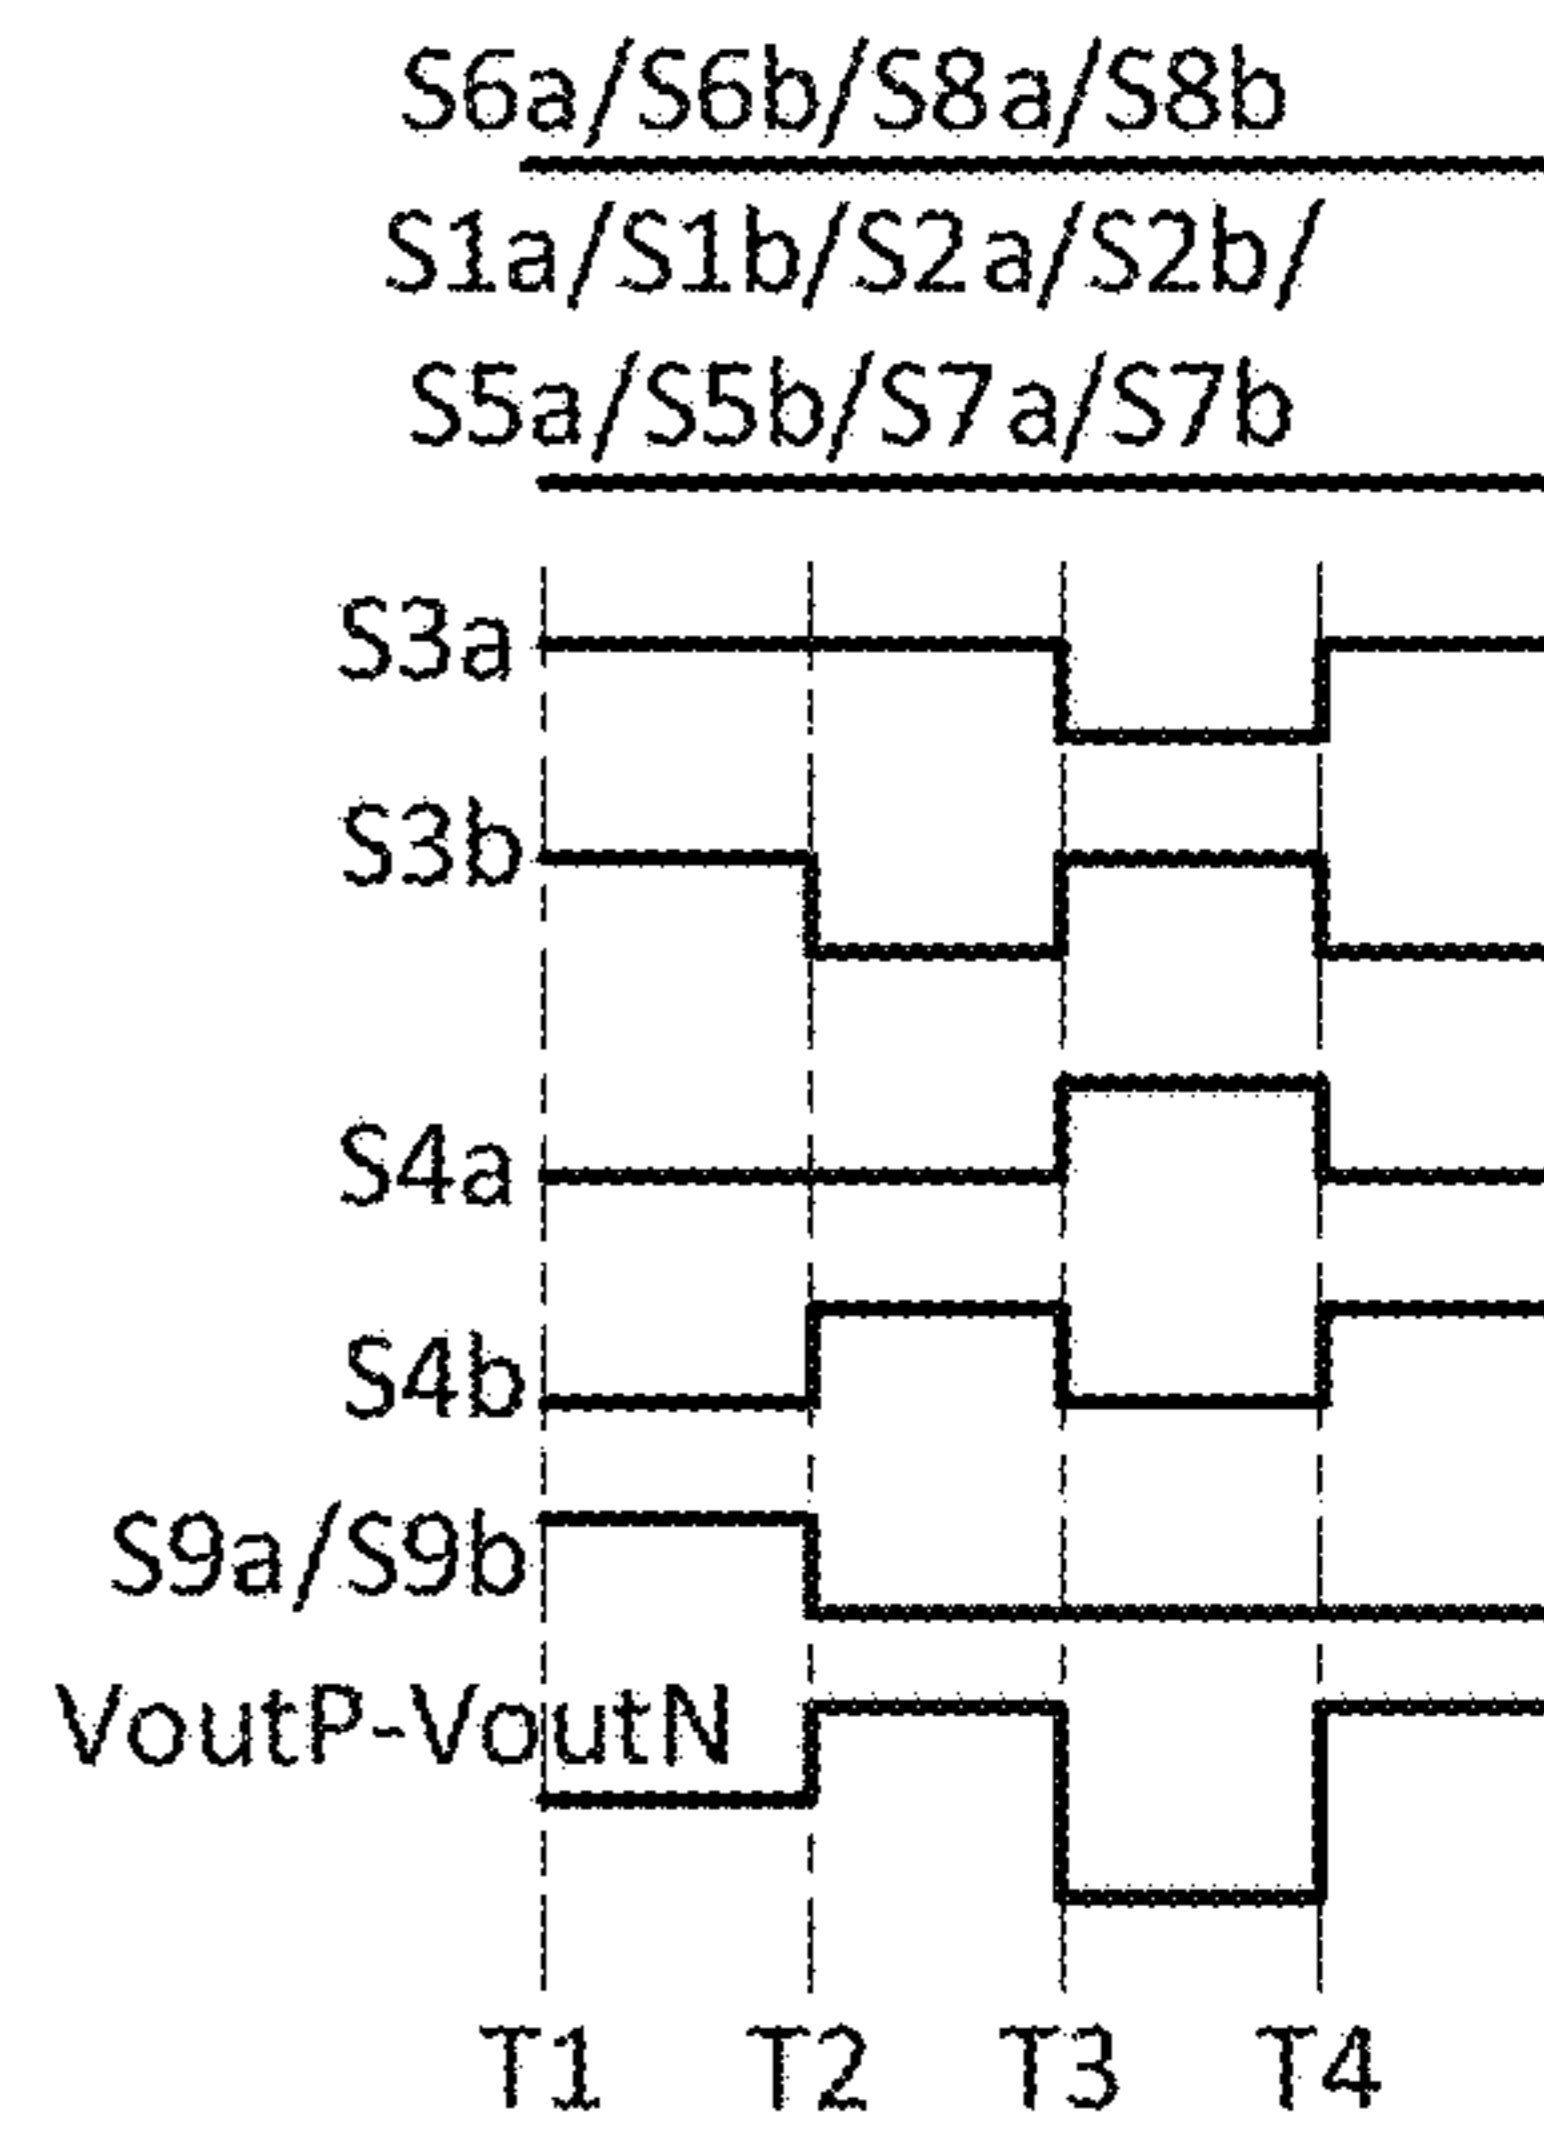 S6a/S6b/S8a/S8b
S1a/S1b/S2a/S2b/
S5a/S5b/S7a/S7b
S3a
S3b
S4a
S4b
S9a/S9b
VoutP-VoutN
T1 T2 T3 T4